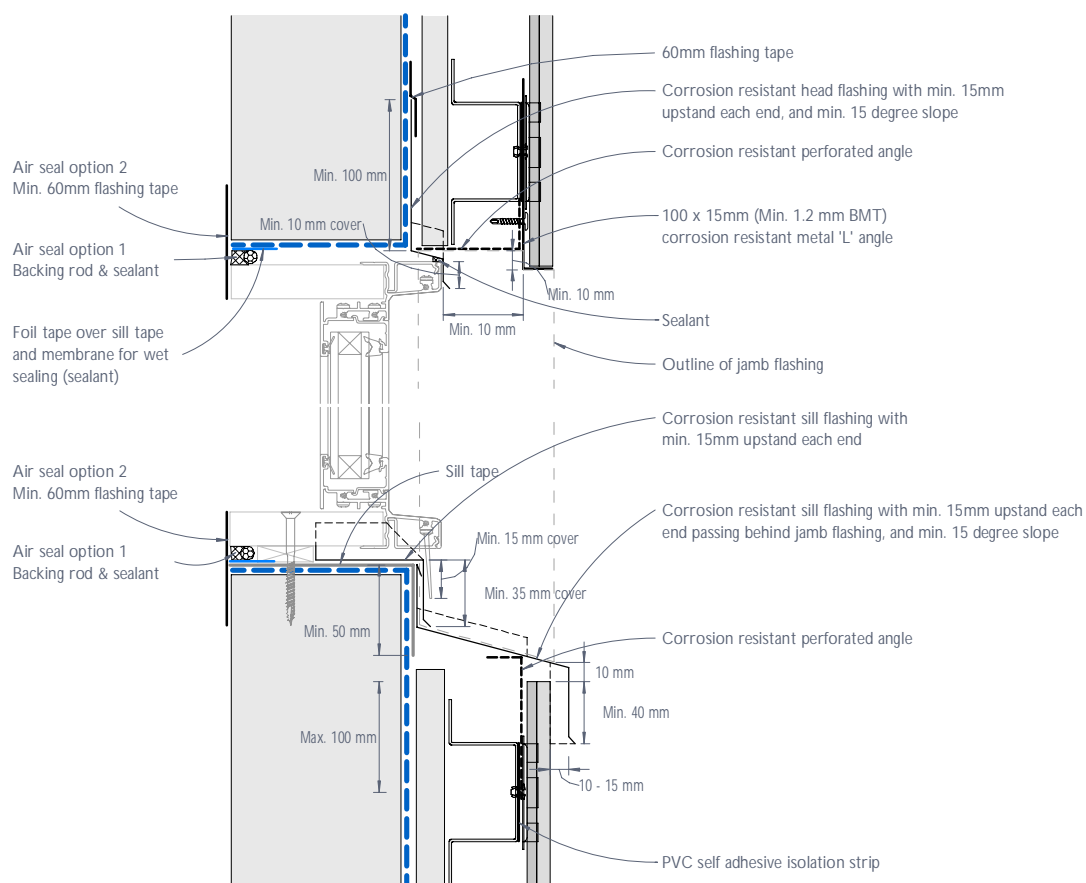 60mm flashing tape
Corrosion resistant head flashing with min. 15mm
upstand each end, and min. 15 degree slope
Air seal option 2
Min. 60mm flashing tape
Corrosion resistant perforated angle
Min. 100 mm
Min. 10 mm cover
100 x 15mm (Min. 1.2 mm BMT)
corrosion resistant metal 'L' angle
Air seal option 1
Backing rod & sealant
Min. 10 mm
Min. 10 mm
Sealant
Foil tape over sill tape
and membrane for wet
sealing (sealant)
Outline of jamb flashing
Corrosion resistant sill flashing with
min. 15mm upstand each end
Air seal option 2
Min. 60mm flashing tape
Sill tape
Corrosion resistant sill flashing with min. 15mm upstand each
end passing behind jamb flashing, and min. 15 degree slope
Min. 15 mm cover
Air seal option 1
Backing rod & sealant
Min. 35 mm cover
Min. 50 mm
Corrosion resistant perforated angle
10 mm
Min. 40 mm
Max. 100 mm
10 - 15 mm
PVC self adhesive isolation strip